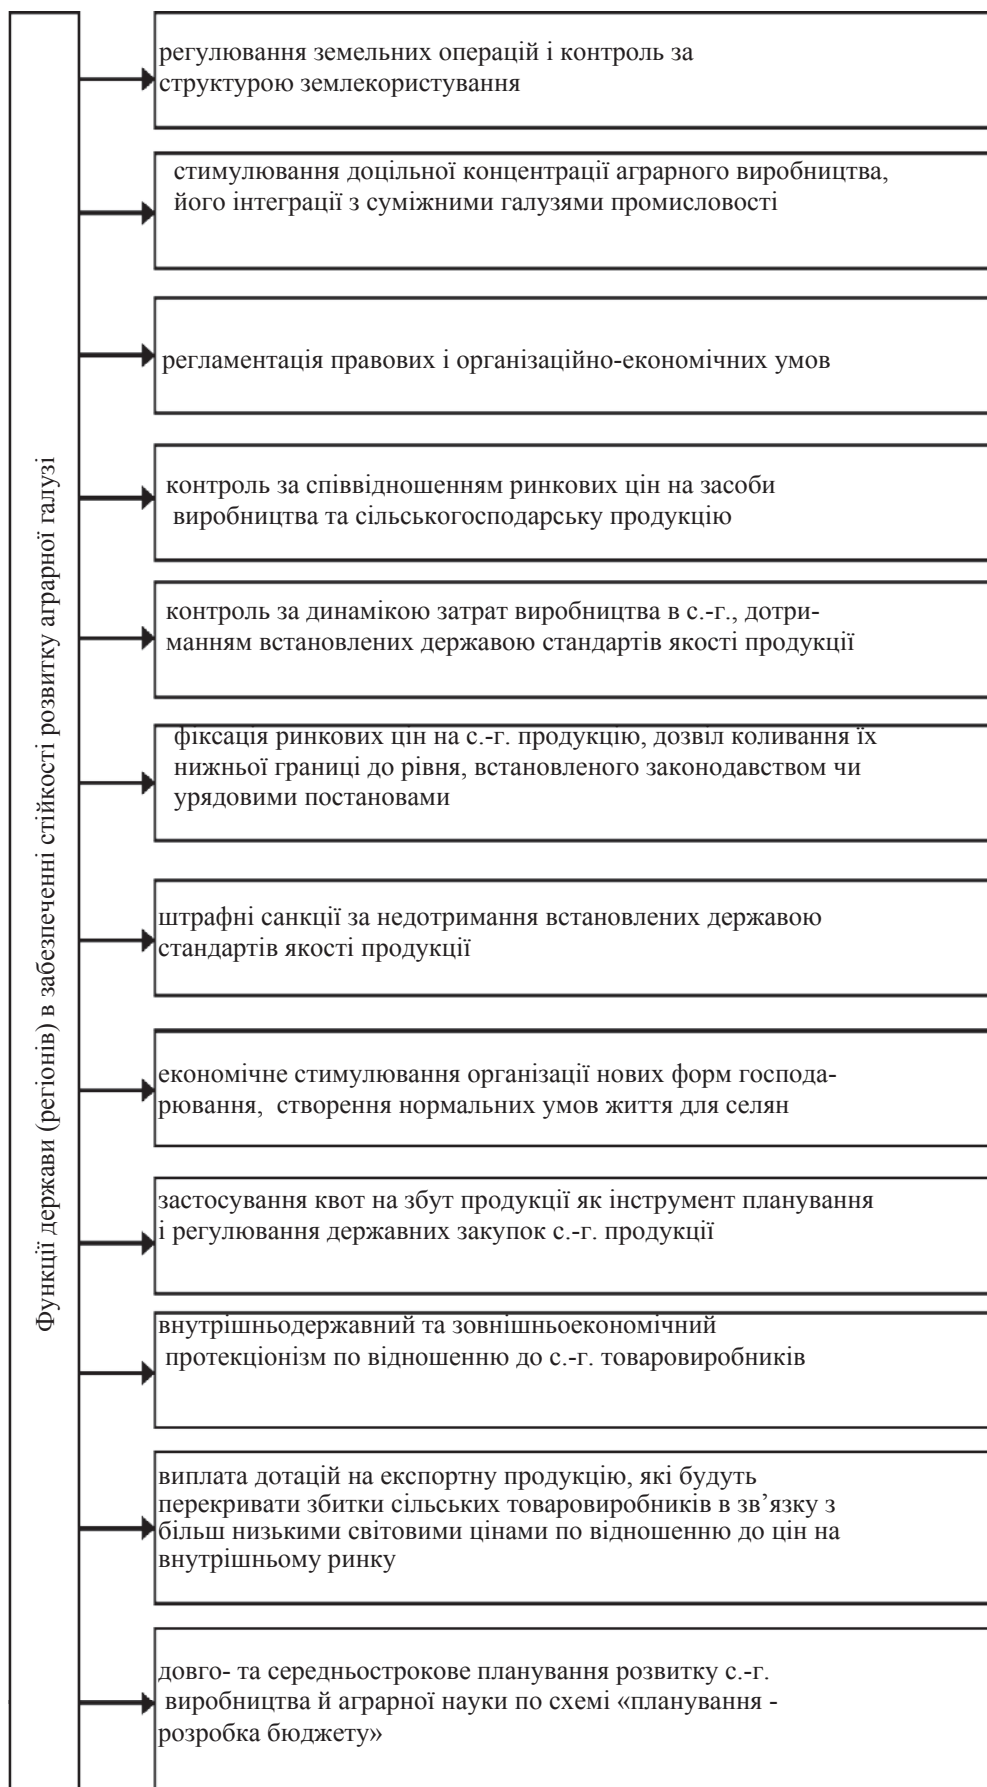 Функції держави (регіонів) в забезпеченні стійкості розвитку аграрної галузі
регулювання земельних операцій і контроль за
структурою землекористування
стимулювання доцільної концентрації аграрного виробництва,
його інтеграції з суміжними галузями промисловості
регламентація правових і організаційно-економічних умов
контроль за співвідношенням ринкових цін на засоби
виробництва та сільськогосподарську продукцію
контроль за динамікою затрат виробництва в с.-г., дотри-
манням встановлених державою стандартів якості продукції
фіксація ринкових цін на с.-г. продукцію, дозвіл коливання їх
нижньої границі до рівня, встановленого законодавством чи
урядовими постановами
штрафні санкції за недотримання встановлених державою
стандартів якості продукції
економічне стимулювання організації нових форм господа-
рювання, створення нормальних умов життя для селян
застосування квот на збут продукції як інструмент планування
і регулювання державних закупок с.-г. продукції
внутрішньодержавний та зовнішньоекономічний
протекціонізм по відношенню до с.-г. товаровиробників
виплата дотацій на експортну продукцію, які будуть
перекривати збитки сільських товаровиробників в зв’язку з
більш низькими світовими цінами по відношенню до цін на
внутрішньому ринку
довго- та середньострокове планування розвитку с.-г.
виробництва й аграрної науки по схемі «планування -
розробка бюджету»